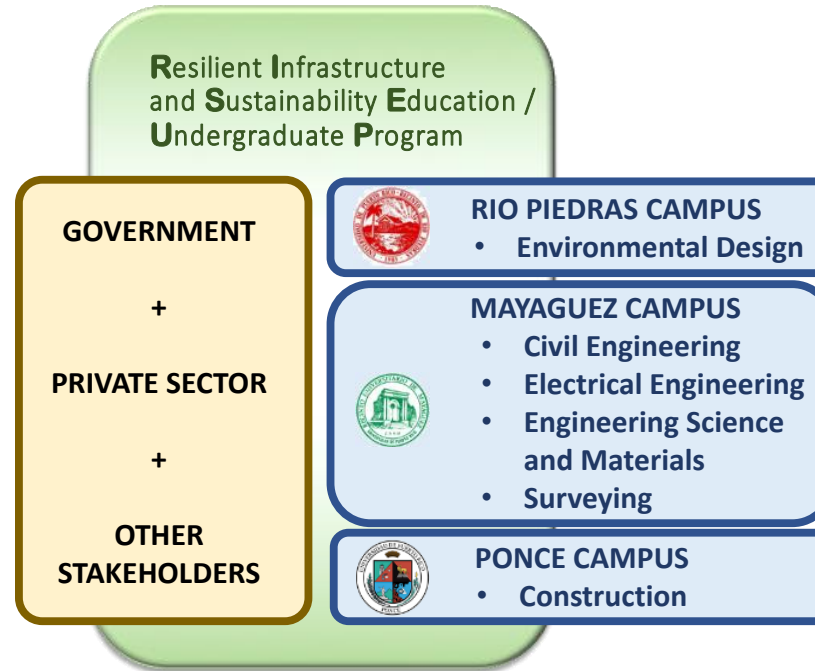 Resilient Infrastructure
and Sustainability Education /
Undergraduate Program
GOVERNMENT
+
PRIVATE SECTOR
+
OTHER
STAKEHOLDERS
RIO PIEDRAS CAMPUS
• Environmental Design
MAYAGUEZ CAMPUS
• Civil Engineering
• Electrical Engineering
• Engineering Science
and Materials
• Surveying
PONCE CAMPUS
• Construction
PONCE